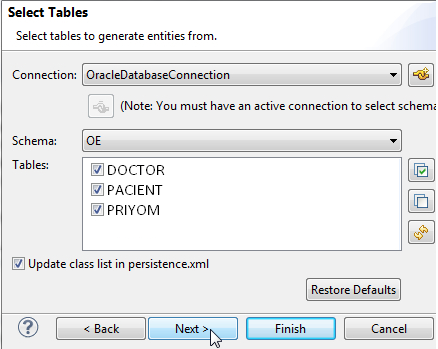 Select Tables
Select tables to generate entities from.
Connection: OracleDatabaseConnection
(Note: You must have an active connection to select schema
Schema: OE
Tables: DOCTOR
PACIENT
PRIYOM
Update class list in persistence.xml
Restore Defaults
? < Back Next > Finish Cancel